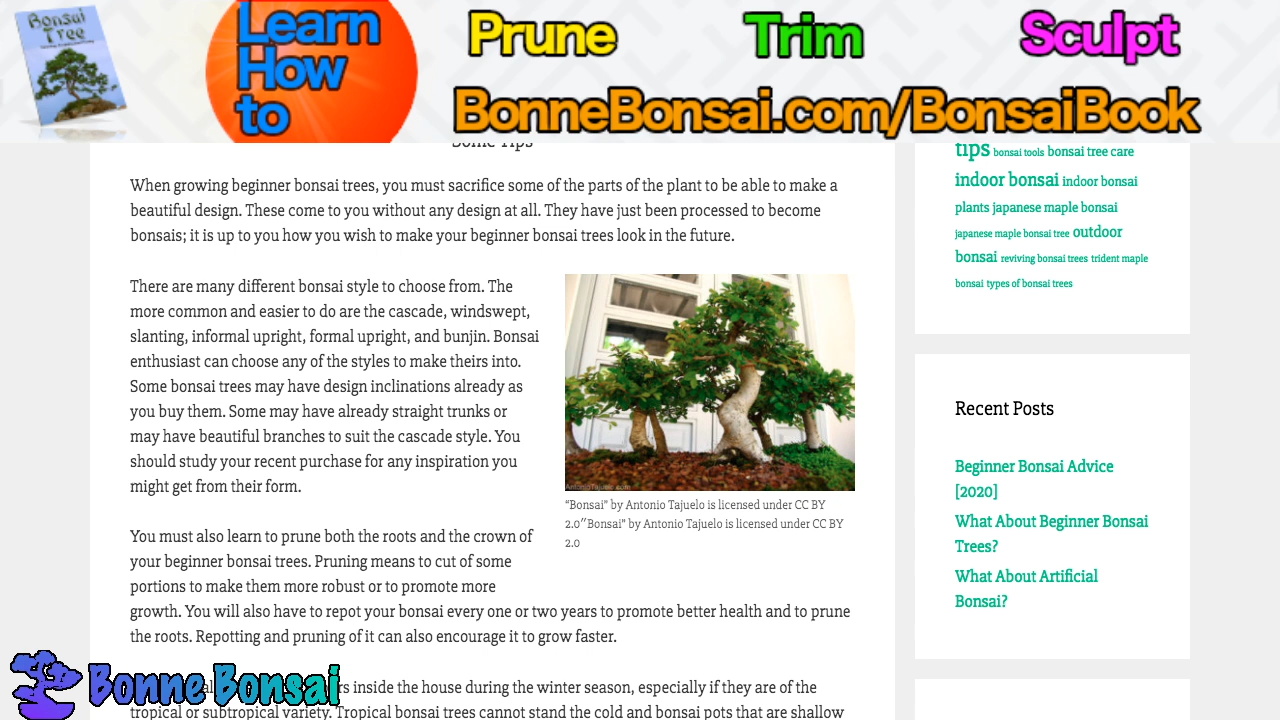 Bonsai
Tree
Learn
How
to
Prune
Trim
Sculpt
BonneBonsai.com/BonsaiBook
Some Tips
When growing beginner bonsai trees, you must sacrifice some of the parts of the plant to be able to make a
beautiful design. These come to you without any design at all. They have just been processed to become
bonsais; it is up to you how you wish to make your beginner bonsai trees look in the future.
There are many different bonsai style to choose from. The
more common and easier to do are the cascade, windswept,
slanting, informal upright, formal upright, and bunjin. Bonsai
enthusiast can choose any of the styles to make theirs into.
Some bonsai trees may have design inclinations already as
you buy them. Some may have already straight trunks or
may have beautiful branches to suit the cascade style. You
should study your recent purchase for any inspiration you
might get from their form.
AntonioTajuelo.com
“Bonsai” by Antonio Tajuelo is licensed under CC BY
2.0″Bonsai” by Antonio Tajuelo is licensed under CC BY
2.0
You must also learn to prune both the roots and the crown of
your beginner bonsai trees. Pruning means to cut of some
portions to make them more robust or to promote more
growth. You will also have to repot your bonsai every one or two years to promote better health and to prune
the roots. Repotting and pruning of it can also encourage it to grow faster.
inside the house during the winter season, especially if they are of the
tropical or subtropical variety. Tropical bonsai trees cannot stand the cold and bonsai pots that are shallow
Bonne Bonsai
tips bonsai tools bonsai tree care
indoor bonsai indoor bonsai
plants japanese maple bonsai
japanese maple bonsai tree outdoor
bonsai reviving bonsai trees trident maple
bonsai types of bonsai trees
Recent Posts
Beginner Bonsai Advice
[2020]
What About Beginner Bonsai
Trees?
What About Artificial
Bonsai?